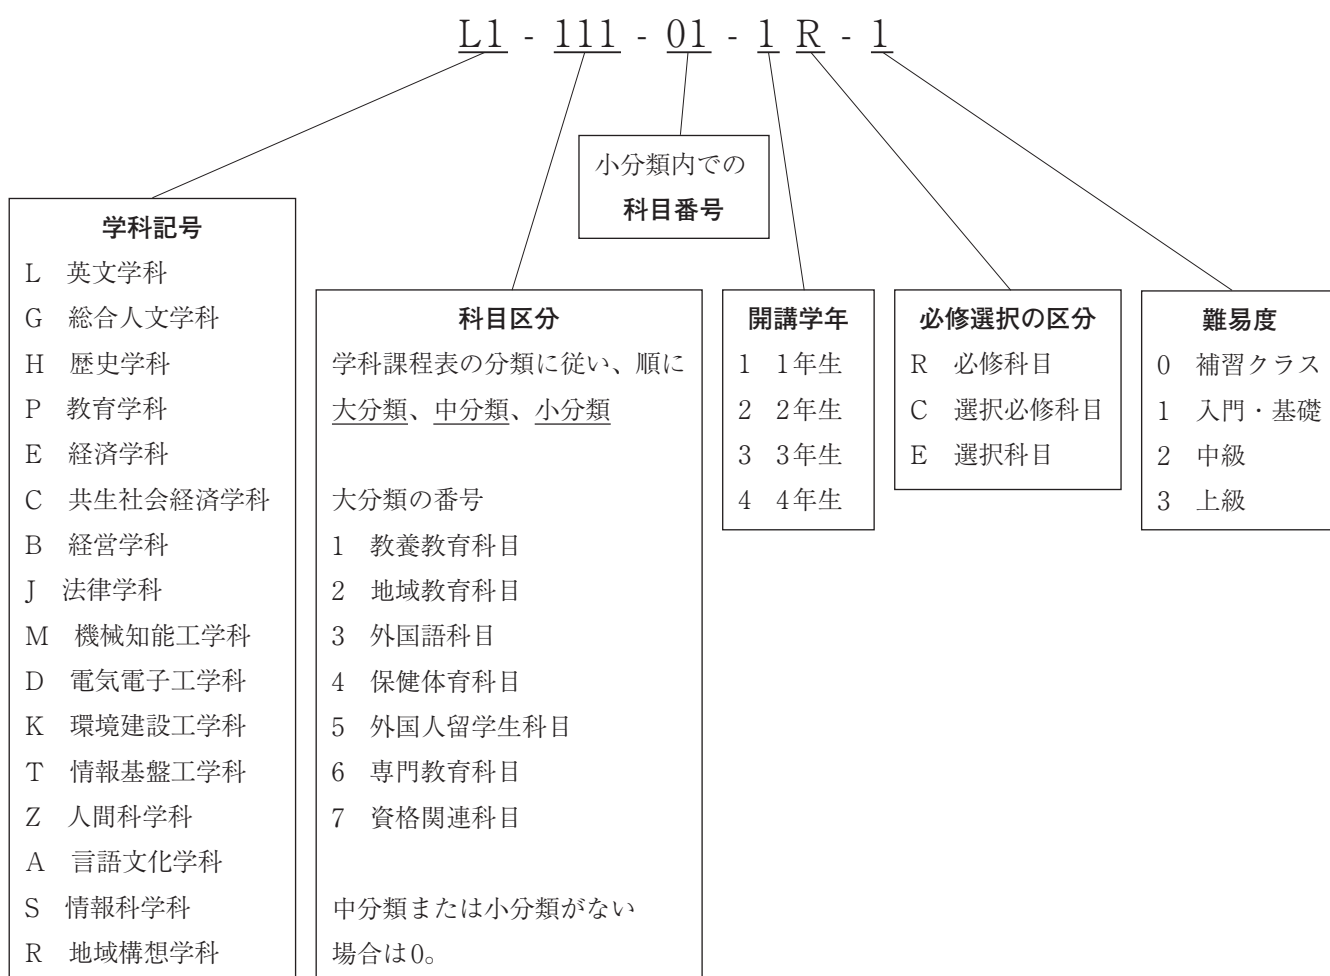 L1 - 111 - 01 - 1 R - 1
小分類内での
科目番号
学科記号
L 英文学科
G 総合人文学科
H 歴史学科
P 教育学科
E 経済学科
C 共生社会経済学科
B 経営学科
J 法律学科
M 機械知能工学科
D 電気電子工学科
K 環境建設工学科
T 情報基盤工学科
Z 人間科学科
A 言語文化学科
S 情報科学科
R 地域構想学科
科目区分
学科課程表の分類に従い、順に
大分類、中分類、小分類
大分類の番号
1 教養教育科目
2 地域教育科目
3 外国語科目
4 保健体育科目
5 外国人留学生科目
6 専門教育科目
7 資格関連科目
中分類または小分類がない
場合は0。
開講学年
1 1年生
2 2年生
3 3年生
4 4年生
必修選択の区分
R 必修科目
C 選択必修科目
E 選択科目
難易度
0 補習クラス
1 入門・基礎
2 中級
3 上級